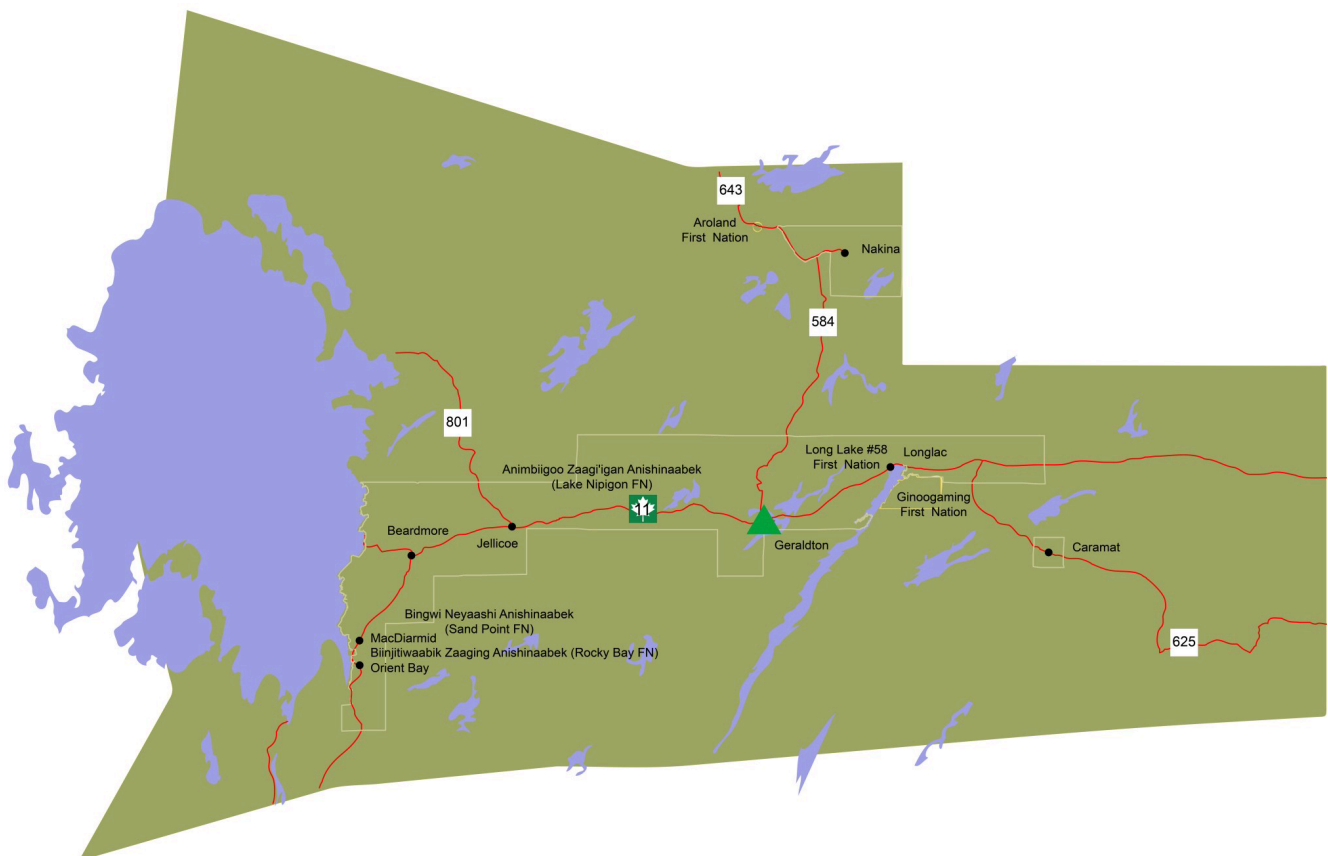 643
Aroland
First Nation
Nakina
584
801
Long Lake #58
First Nation
Longlac
Animbiigoo Zaagi'igan Anishinaabek
(Lake Nipigon FN)
Ginoogaming
First Nation
11
Beardmore
Jellicoe
Geraldton
Caramat
Bingwi Neyaashi Anishinaabek
(Sand Point FN)
MacDiarmid
Biinjitiwaabik Zaaging Anishinaabek (Rocky Bay FN)
Orient Bay
625